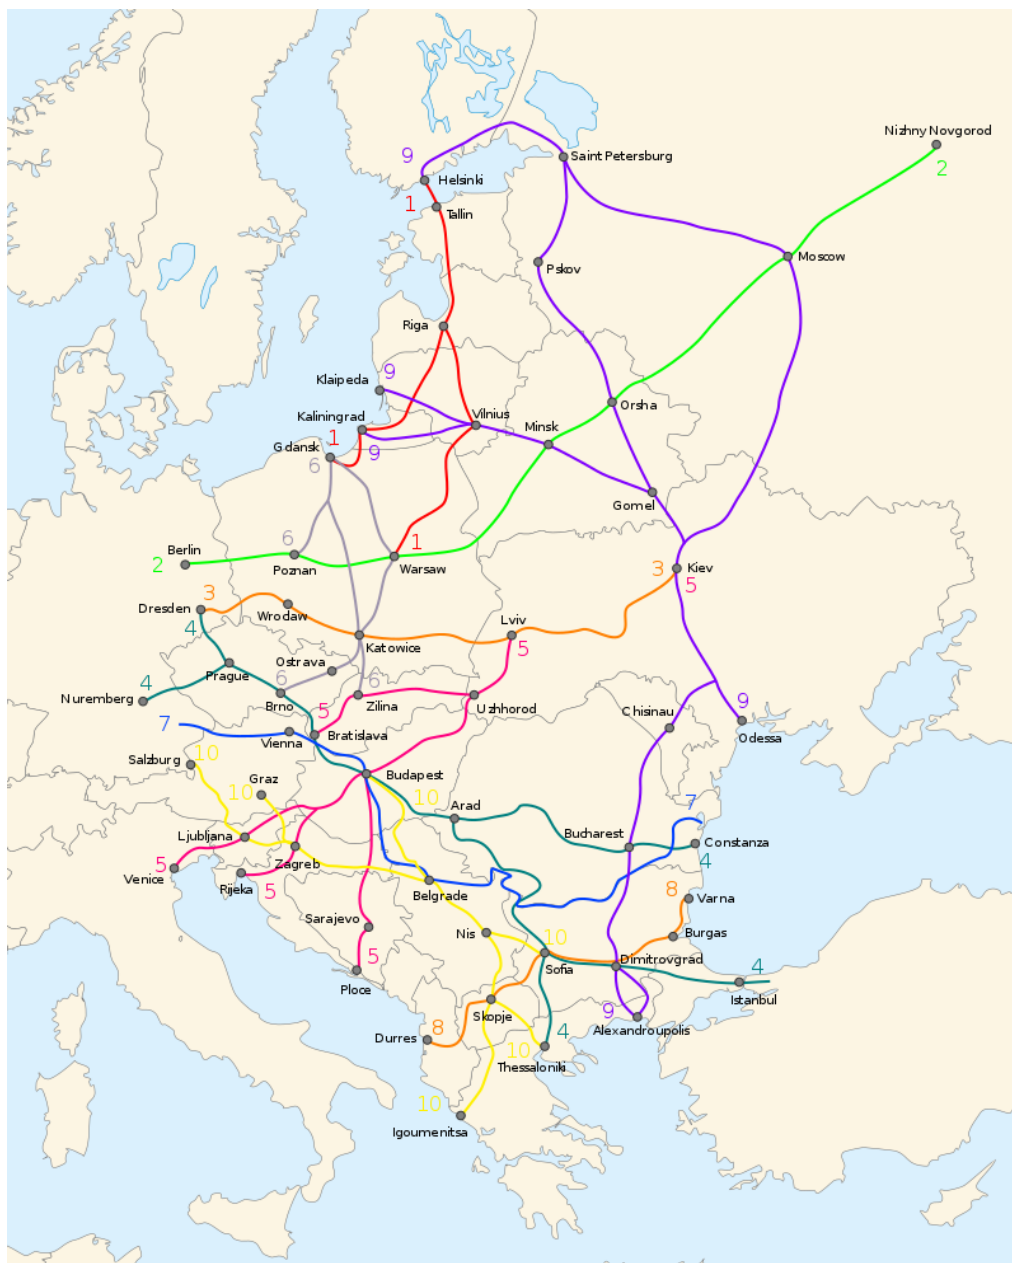 Nizhny Novgorod
9
Saint Petersburg
2
Helsinki
1
Tallin
Moscow
Pskov
Riga
Klaipeda
9
Kaliningrad
Vilnius
Orsha
Minsk
1
Gdansk
9
6
Gomel
6
1
Berlin
2
Poznan
Warsaw
3
Kiev
5
3
Dresden
Wrodaw
4
Lviv
5
Katowice
Ostrava
Prague
4
6
6
Nuremberg
Brno
Zilina
Uzhhorod
5
9
Chisinau
7
Vienna
Bratislava
Odessa
Salzburg
10
Graz
Budapest
10
10
Arad
7
Ljubljana
Bucharest
Constanza
4
5
Zagreb
Venice
Rijeka
5
Belgrade
8
Varna
Sarajevo
Nis
10
Burgas
5
Sofia
Dimitrovgrad
4
Ploce
Istanbul
Skopje
9
Alexandroupolis
Durres
8
4
10
Thessaloniki
10
Igoumenitsa